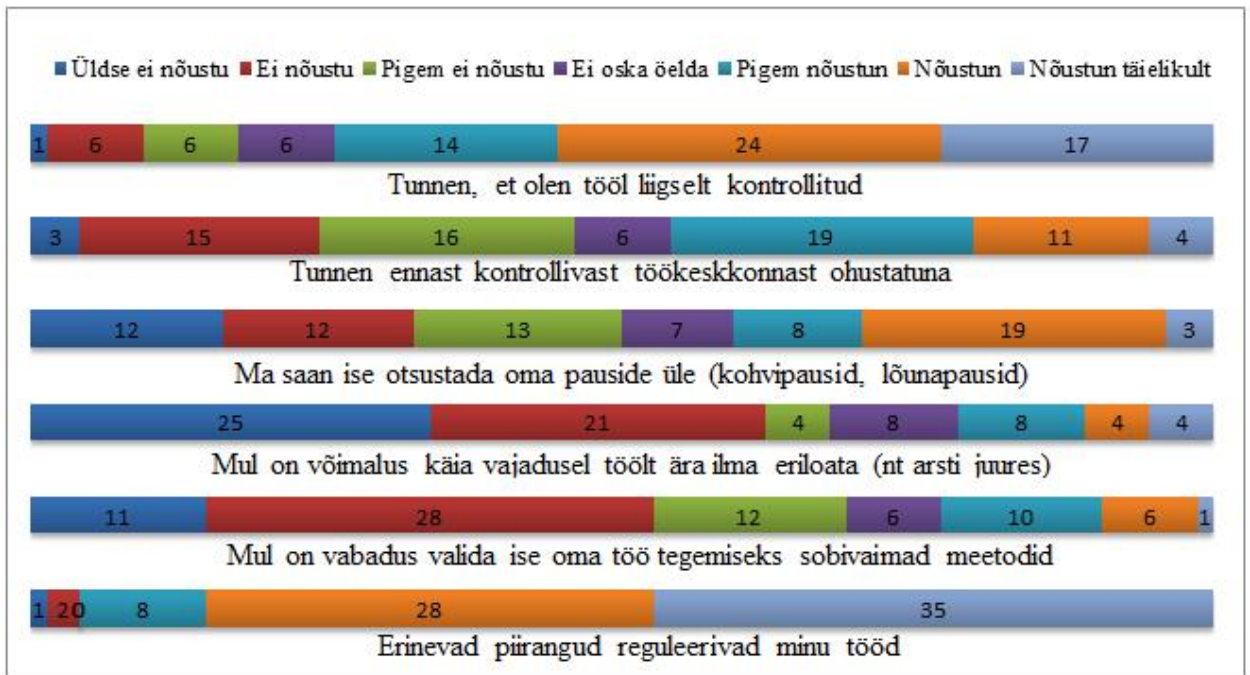 Üldse ei nõustu Ei nõustu Pigem ei nõustu Ei oska öelda Pigem nõustun Nõustun Nõustun täielikult
1 6 6 6 14 24 17
Tunnen, et olen tööl liigselt kontrollitud
3 15 16 6 19 11 4
Tunnen ennast kontrollivast töökeskkonnast ohustatuna
12 12 13 7 8 19 3
Ma saan ise otsustada oma pauside üle (kohvipausid, lõunapausid)
25 21 4 8 8 4 4
Mul on võimalus käia vajadusel töölt ära ilma eriloata (nt arsti juures)
11 28 12 6 10 6 1
Mul on vabadus valida ise oma töö tegemiseks sobivaimad meetodid
1 2 0 8 28 35
Erinevad piirangud reguleerivad minu tööd